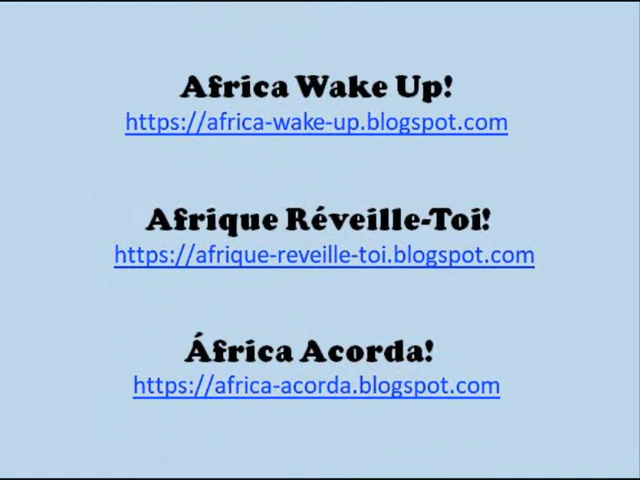 Africa Wake Up!
https://africa-wake-up.blogspot.com
Afrique Réveille-Toi!
https://afrique-reveille-toi.blogspot.com
África Acorda!
https://africa-acorda.blogspot.com